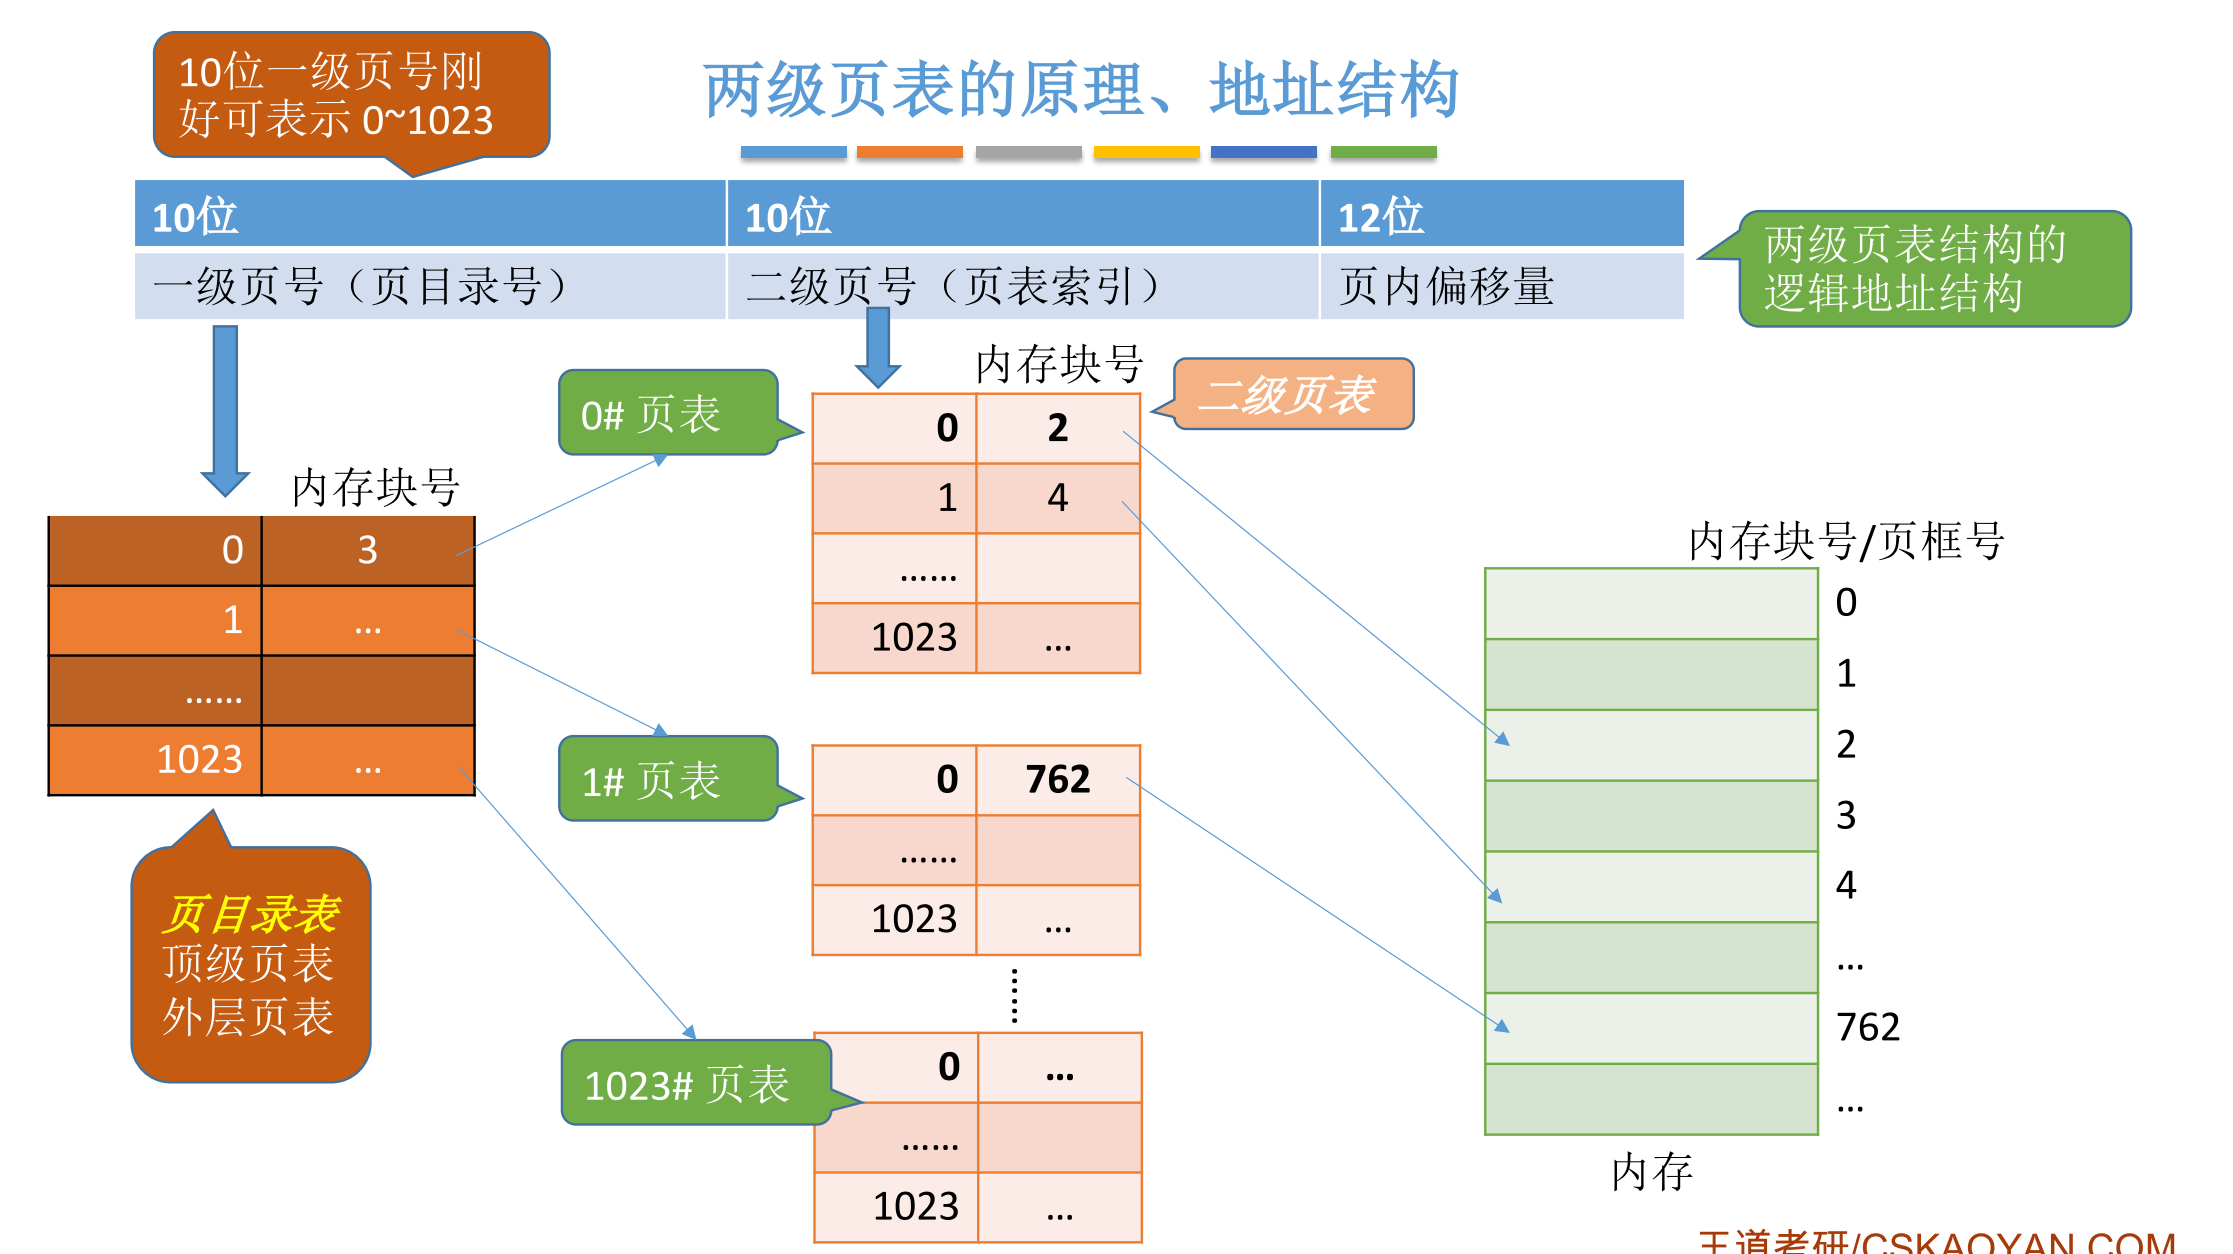 10位一级页号刚
好可表示 0~1023
两级页表的原理、地址结构
10位 10位 12位
一级页号（页目录号） 二级页号（页表索引） 页内偏移量
两级页表结构的
逻辑地址结构
内存块号
0 3
1 ...
......
1023 ...
页目录表
顶级页表
外层页表
0# 页表
内存块号
二级页表
0 2
1 4
......
1023 ...
1# 页表
0 762
......
1023 ...
......
1023# 页表
0 ...
......
1023 ...
内存块号/页框号
0
1
2
3
4
...
762
...
内存
王道考研/CSKAOYAN.COM